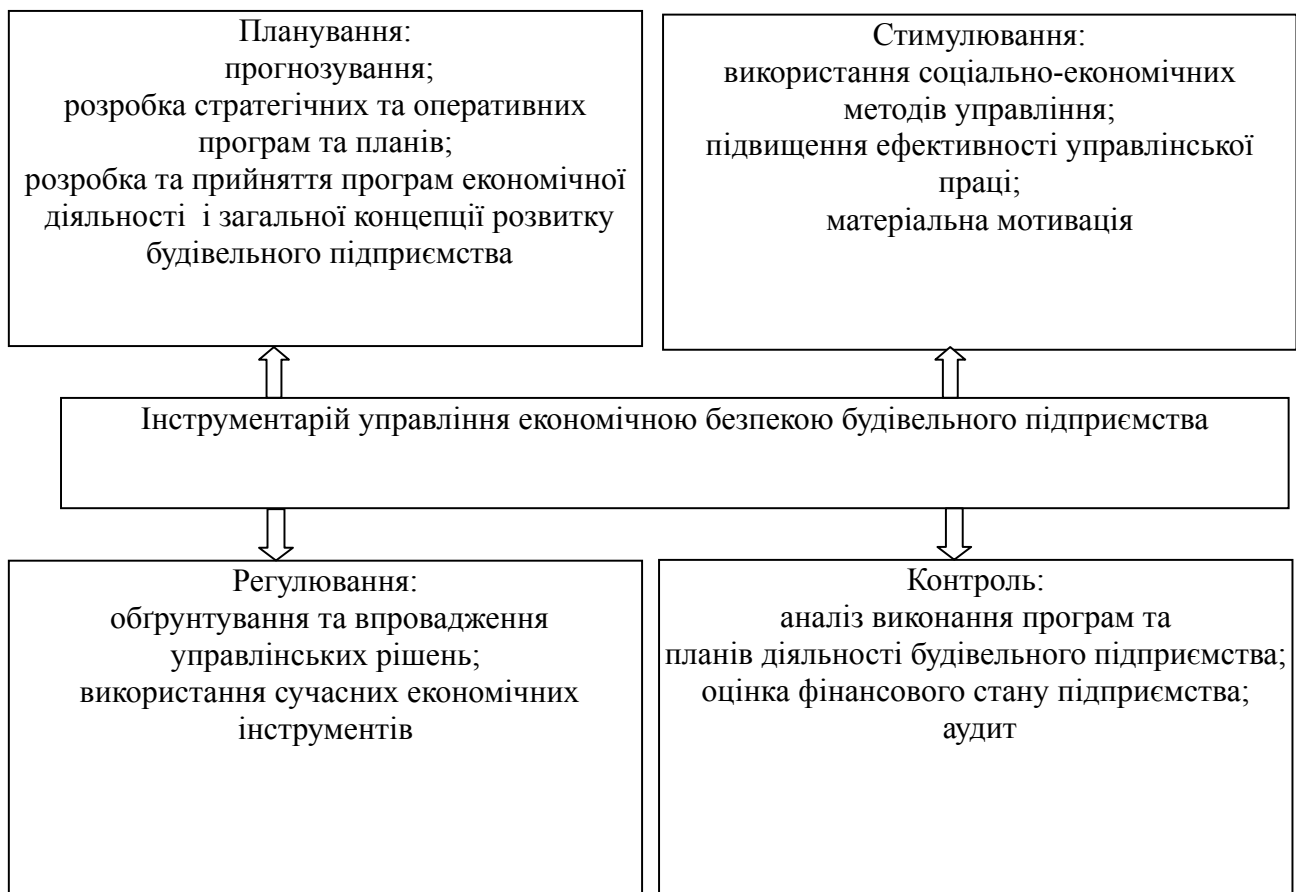 Планування:
прогнозування;
розробка стратегічних та оперативних
програм та планів;
розробка та прийняття програм економічної
діяльності і загальної концепції розвитку
будівельного підприємства
Стимулювання:
використання соціально-економічних
методів управління;
підвищення ефективності управлінської
праці;
матеріальна мотивація
Інструментарій управління економічною безпекою будівельного підприємства
Регулювання:
обґрунтування та впровадження
управлінських рішень;
використання сучасних економічних
інструментів
Контроль:
аналіз виконання програм та
планів діяльності будівельного підприємства;
оцінка фінансового стану підприємства;
аудит